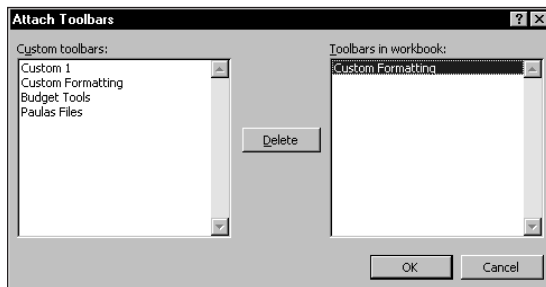 Attach Toolbars
Custom toolbars:
Custom 1
Custom Formatting
Budget Tools
Paulas Files
Delete
Toolbars in workbook:
Custom Formatting
OK
Cancel